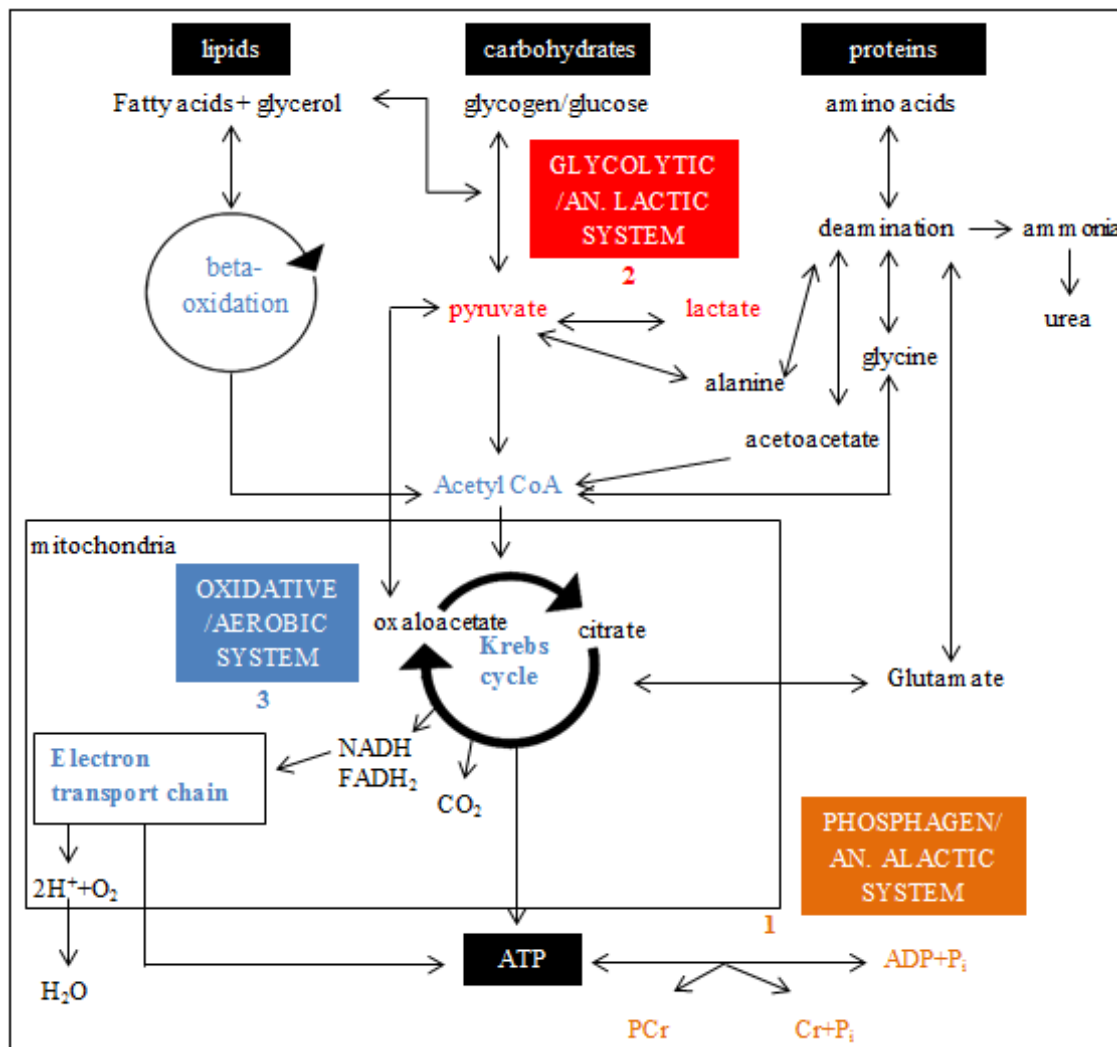 lipids
carbohydrates
proteins
Fatty acids + glycerol
glycogen/glucose
amino acids
GLYCOLYTIC
/AN. LACTIC
SYSTEM
2
deamination
ammonia
urea
beta-
oxidation
pyruvate
lactate
glycine
alanine
acetoacetate
Acetyl CoA
mitochondria
OXIDATIVE
/AEROBIC
SYSTEM
3
oxaloacetate
citrate
Krebs
cycle
Glutamate
NADH
FADH₂
CO₂
Electron
transport chain
2H⁺+O₂
H₂O
PHOSPHAGEN/
AN. ALACTIC
SYSTEM
1
ATP
ADP+Pᵢ
PCr
Cr+Pᵢ